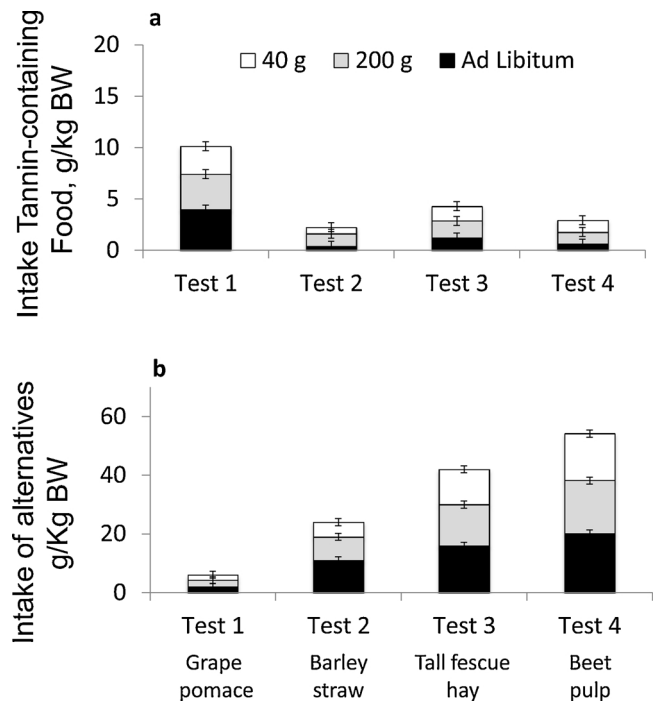 a
Intake Tannin-containing
Food, g/kg BW
20
15
10
5
0
40 g 200 g Ad Libitum
Test 1 Test 2 Test 3 Test 4
b
Intake of alternatives
g/Kg BW
60
40
20
0
Test 1 Test 2 Test 3 Test 4
Grape Barley Tall fescue Beet
pomace straw hay pulp